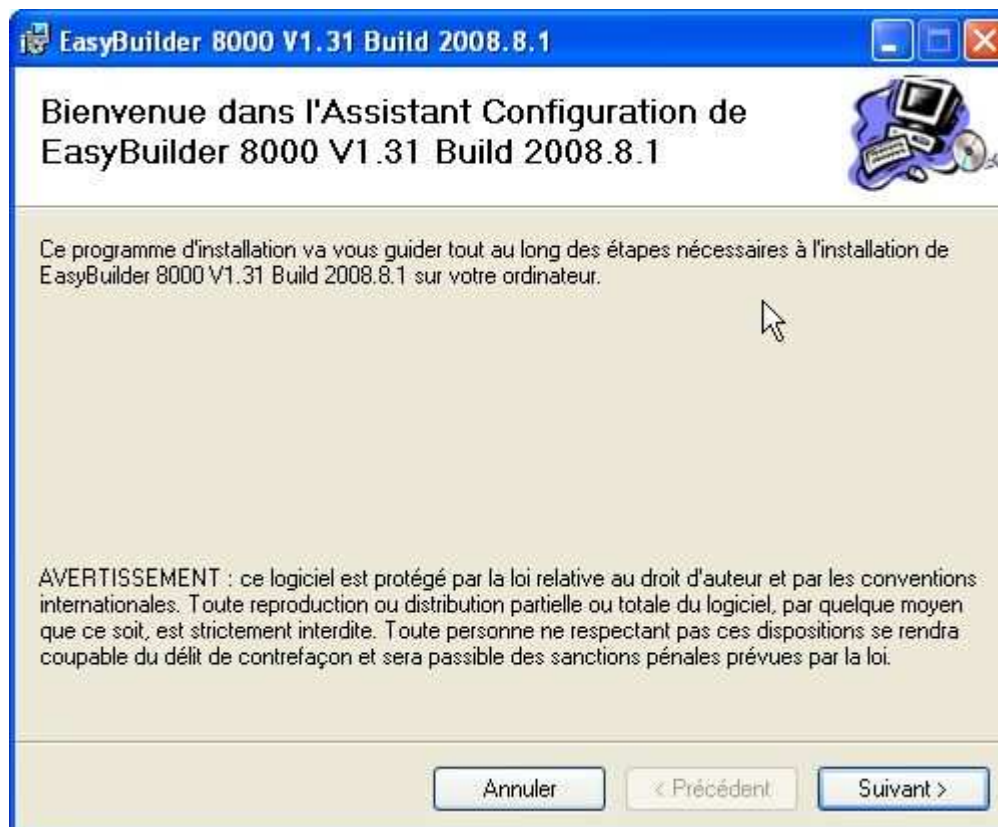 EasyBuilder 8000 V1.31 Build 2008.8.1
Bienvenue dans l'Assistant Configuration de
EasyBuilder 8000 V1.31 Build 2008.8.1
Ce programme d'installation va vous guider tout au long des étapes nécessaires à l'installation de
EasyBuilder 8000 V1.31 Build 2008.8.1 sur votre ordinateur.
AVERTISSEMENT : ce logiciel est protégé par la loi relative au droit d'auteur et par les conventions
internationales. Toute reproduction ou distribution partielle ou totale du logiciel, par quelque moyen
que ce soit, est strictement interdite. Toute personne ne respectant pas ces dispositions se rendra
coupable du délit de contrefaçon et sera passible des sanctions pénales prévues par la loi.
Annuler < Précédent Suivant >